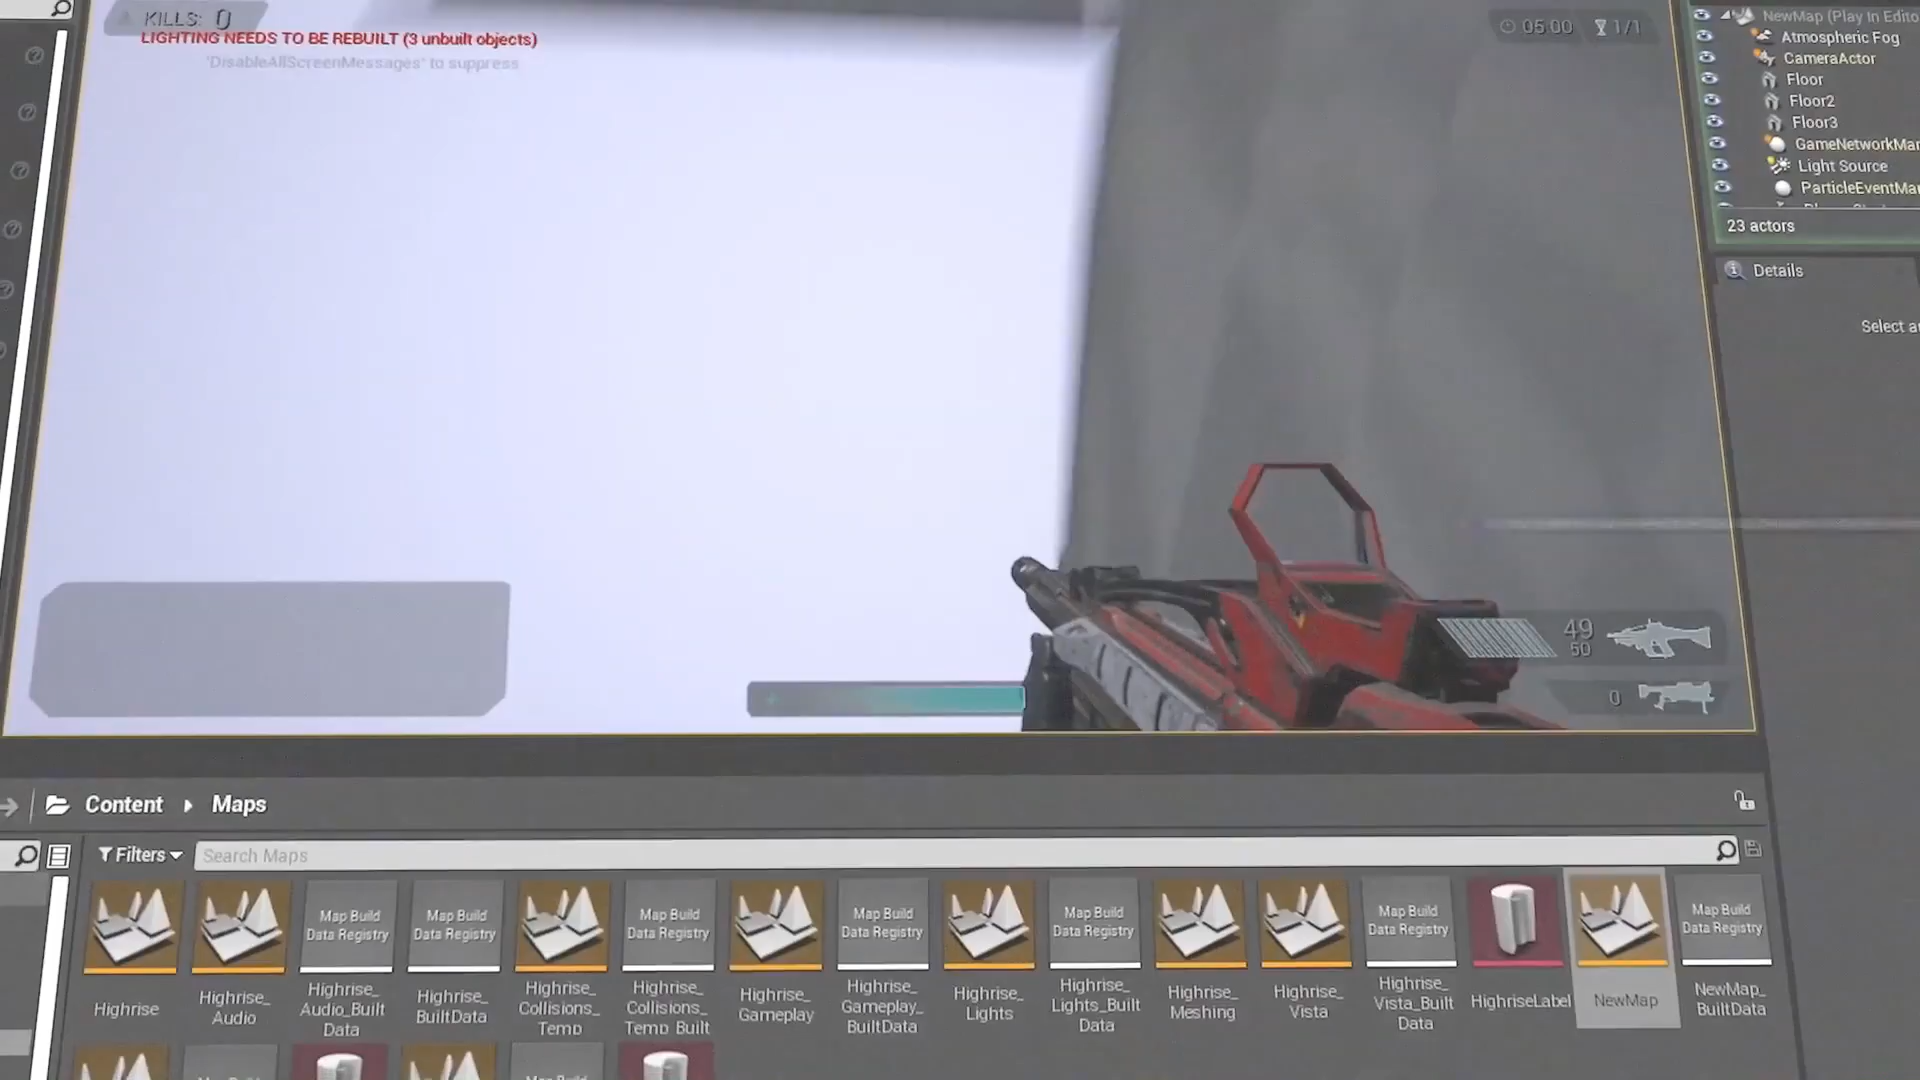 KILLS: 0
LIGHTING NEEDS TO BE REBUILT (3 unbuilt objects)
'DisableAllScreenMessages' to suppress
05:00 1/1
NewMap (Play In Edito
Atmospheric Fog
CameraActor
Floor
Floor2
Floor3
GameNetworkMan
Light Source
ParticleEventMan
23 actors
Details
Select an
49
50
0
Content
Maps
Filters
Search Maps
Map Build
Data Registry
Map Build
Data Registry
Map Build
Data Registry
Map Build
Data Registry
Map Build
Data Registry
Map Build
Data Registry
Map Build
Data Registry
Highrise
Highrise_
Audio
Highrise_
Audio_Built
Data
Highrise_
BuiltData
Highrise_
Collisions_
Temp
Highrise_
Collisions_
Temp_Built
Highrise_
Gameplay
Highrise_
Gameplay_
BuiltData
Highrise_
Lights
Highrise_
Lights_Built
Data
Highrise_
Meshing
Highrise_
Vista
Highrise_
Vista_Built
Data
HighriseLabel
NewMap
NewMap_
BuiltData